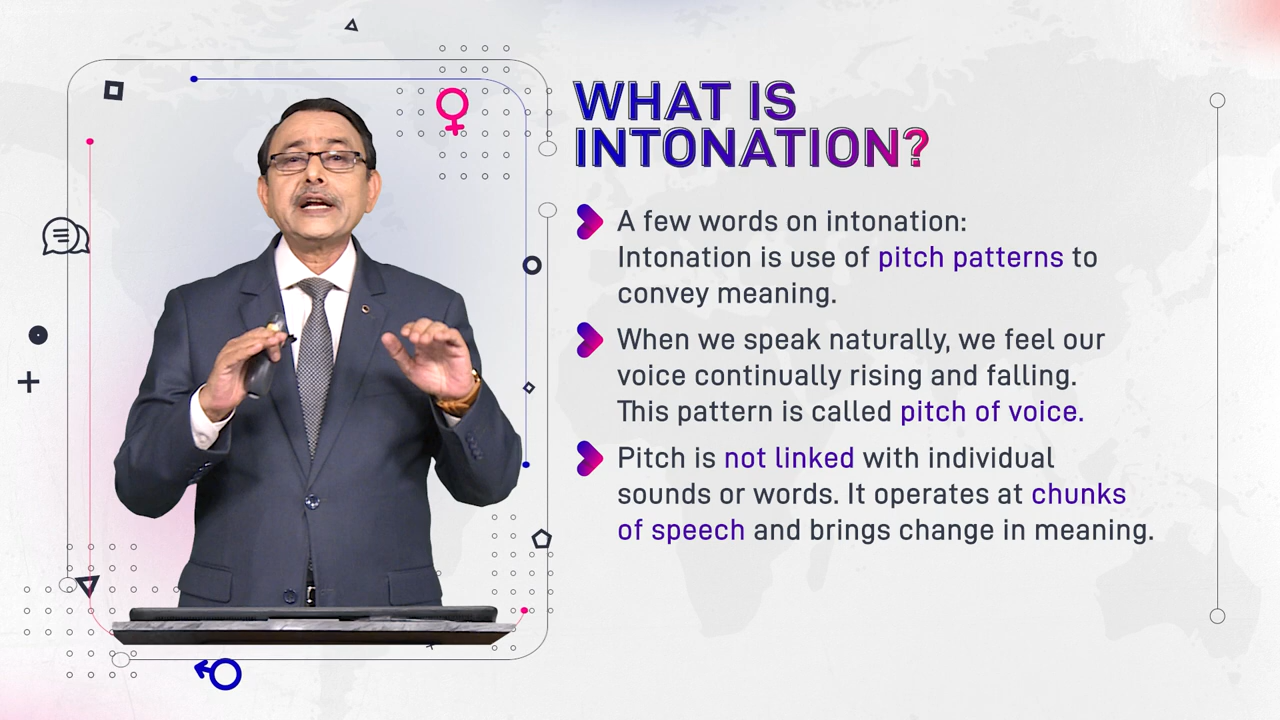 WHAT IS
INTONATION?
A few words on intonation:
Intonation is use of pitch patterns to
convey meaning.
When we speak naturally, we feel our
voice continually rising and falling.
This pattern is called pitch of voice.
Pitch is not linked with individual
sounds or words. It operates at chunks
of speech and brings change in meaning.